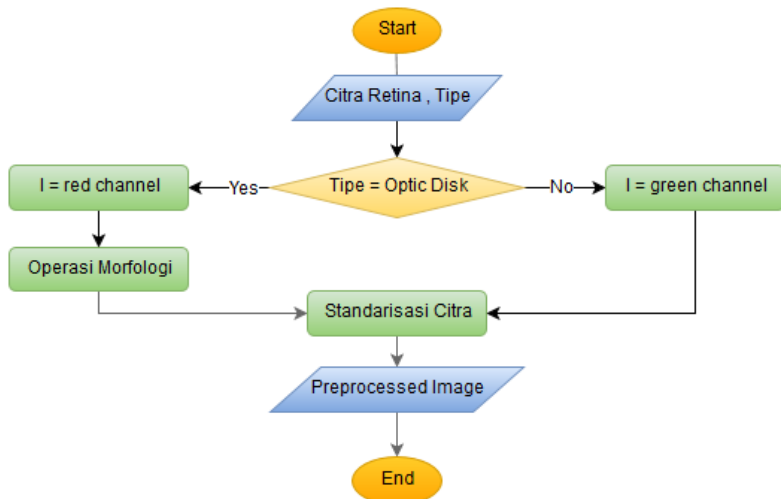 Start
Citra Retina , Tipe
Tipe = Optic Disk
Yes
No
I = red channel
I = green channel
Operasi Morfologi
Standarisasi Citra
Preprocessed Image
End